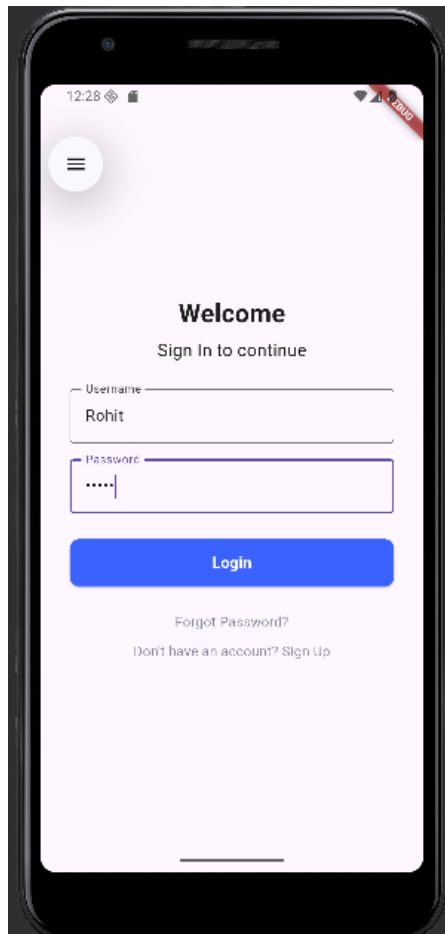 12:28
DEBUG
Welcome
Sign In to continue
Username
Rohit
Password
•••••
Login
Forgot Password?
Don't have an account? Sign Up